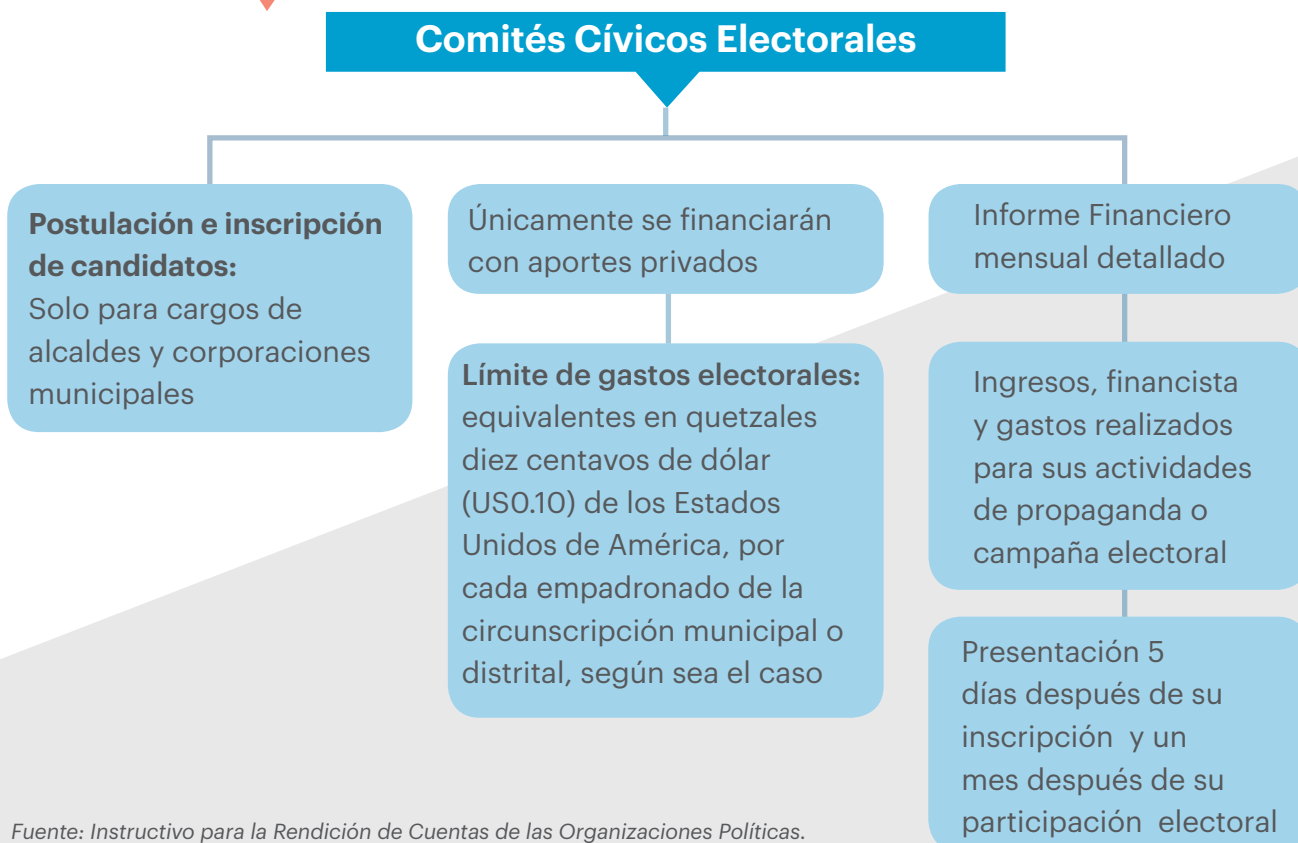 Comités Cívicos Electorales
Postulación e inscripción
de candidatos:
Solo para cargos de
alcaldes y corporaciones
municipales
Únicamente se financiarán
con aportes privados
Límite de gastos electorales:
equivalentes en quetzales
diez centavos de dólar
(US0.10) de los Estados
Unidos de América, por
cada empadronado de la
circunscripción municipal o
distrital, según sea el caso
Informe Financiero
mensual detallado
Ingresos, financista
y gastos realizados
para sus actividades
de propaganda o
campaña electoral
Presentación 5
días después de su
inscripción y un
mes después de su
participación electoral
Fuente: Instructivo para la Rendición de Cuentas de las Organizaciones Políticas.